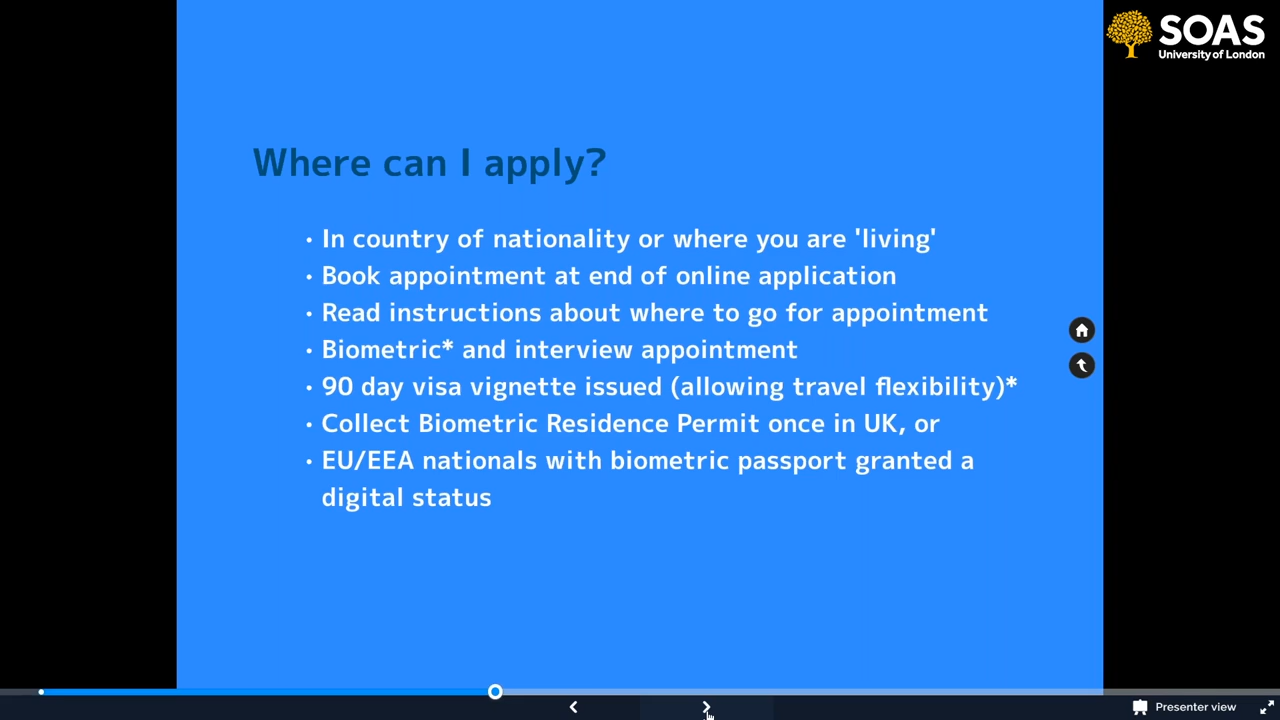 SOAS
University of London
Where can I apply?
• In country of nationality or where you are 'living'
• Book appointment at end of online application
• Read instructions about where to go for appointment
• Biometric* and interview appointment
• 90 day visa vignette issued (allowing travel flexibility)*
• Collect Biometric Residence Permit once in UK, or
• EU/EEA nationals with biometric passport granted a
digital status
Presenter view